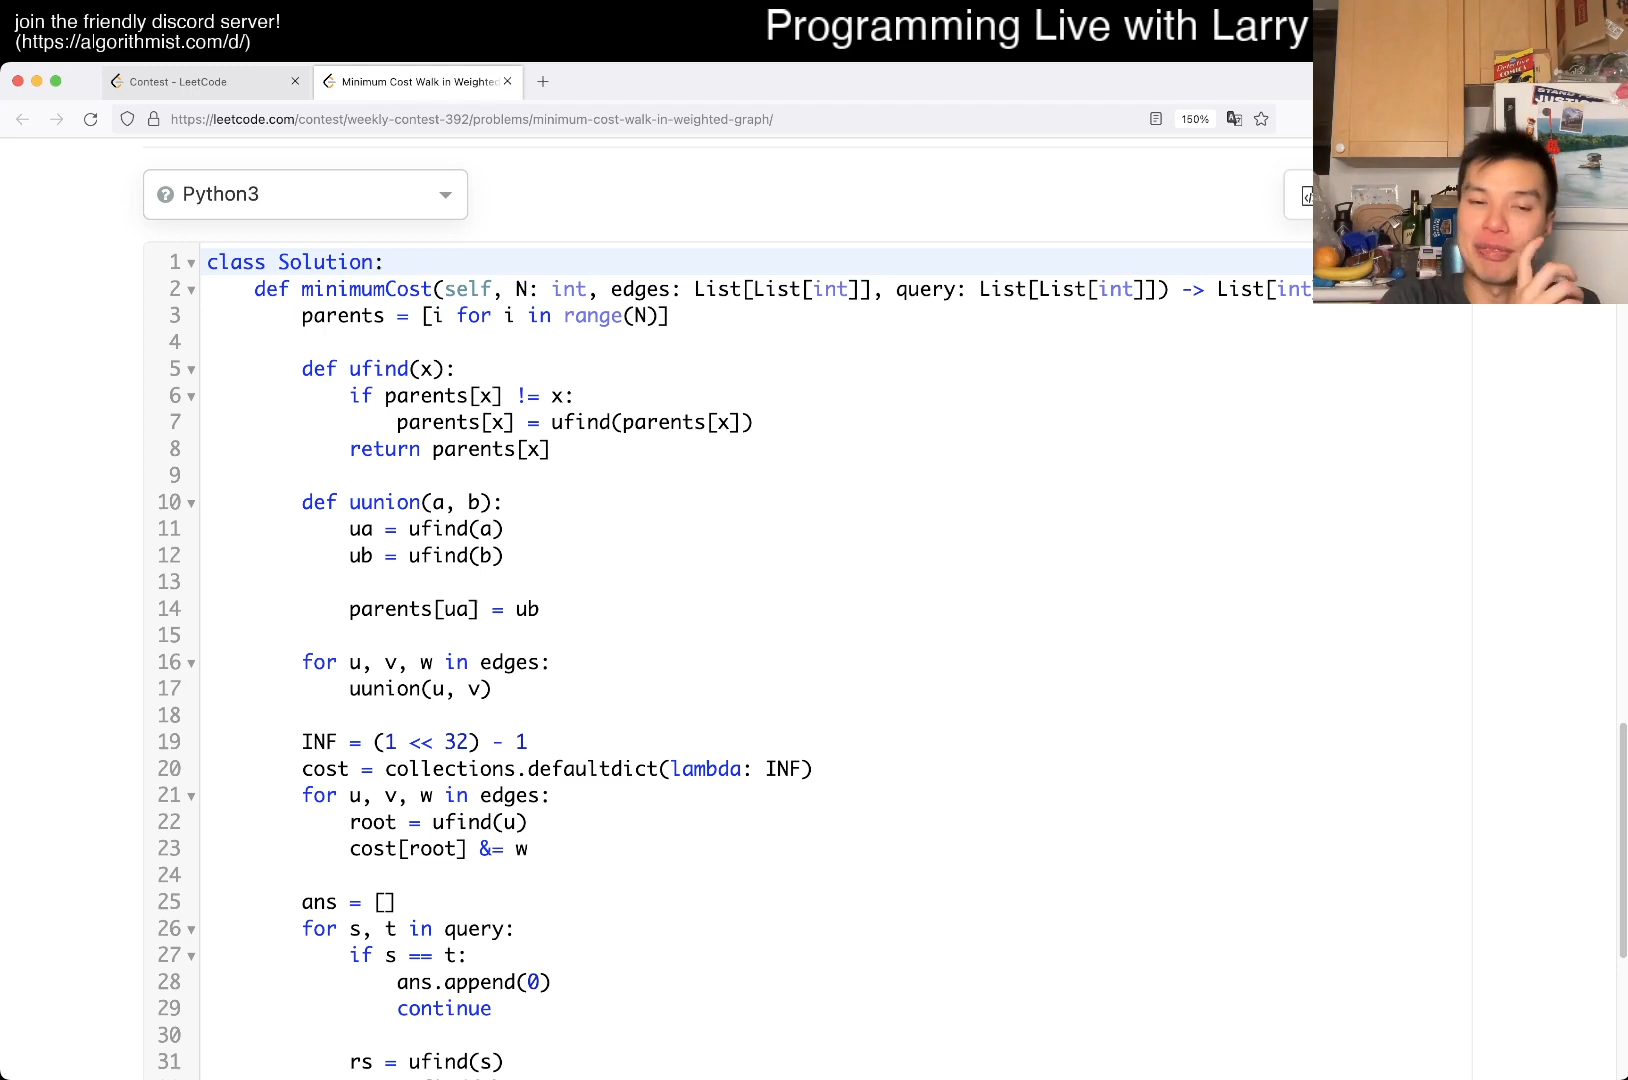 join the friendly discord server!
(https://algorithmist.com/d/)
Programming Live with Larry
Contest - LeetCode
Minimum Cost Walk in Weighted
https://leetcode.com/contest/weekly-contest-392/problems/minimum-cost-walk-in-weighted-graph/
150%
Python3
1 class Solution:
2 def minimumCost(self, N: int, edges: List[List[int]], query: List[List[int]]) -> List[int
3 parents = [i for i in range(N)]
4
5 def ufind(x):
6 if parents[x] != x:
7 parents[x] = ufind(parents[x])
8 return parents[x]
9
10 def uunion(a, b):
11 ua = ufind(a)
12 ub = ufind(b)
13
14 parents[ua] = ub
15
16 for u, v, w in edges:
17 uunion(u, v)
18
19 INF = (1 << 32) - 1
20 cost = collections.defaultdict(lambda: INF)
21 for u, v, w in edges:
22 root = ufind(u)
23 cost[root] &= w
24
25 ans = []
26 for s, t in query:
27 if s == t:
28 ans.append(0)
29 continue
30
31 rs = ufind(s)